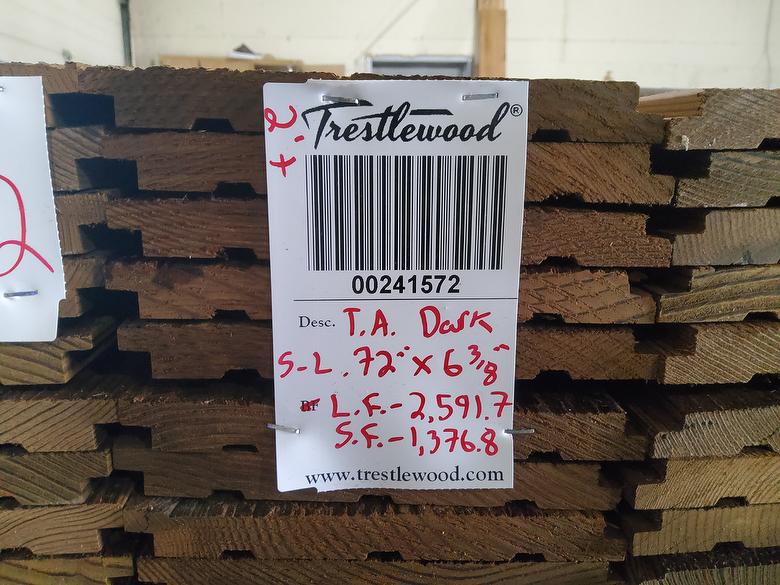 2
t-2
Trestlewood®
00241572
Desc. T.A. Dark
S-L .72" x 6 3/8"
BF L.F.-2,591.7
S.F.-1,376.8
www.trestlewood.com